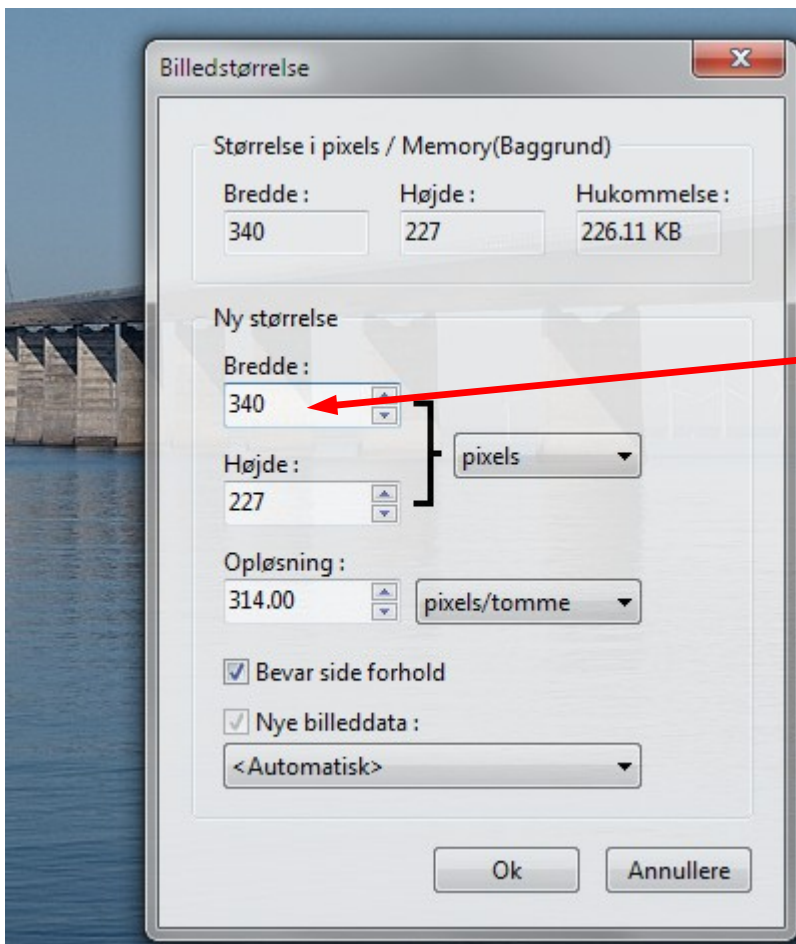 Billedstørrelse
Størrelse i pixels / Memory(Baggrund)
Bredde : Højde : Hukommelse :
340 227 226.11 KB
Ny størrelse
Bredde :
340
pixels
Højde :
227
Opløsning :
314.00 pixels/tomme
Bevar side forhold
Nye billeddata :
<Automatisk>
Ok Annullere